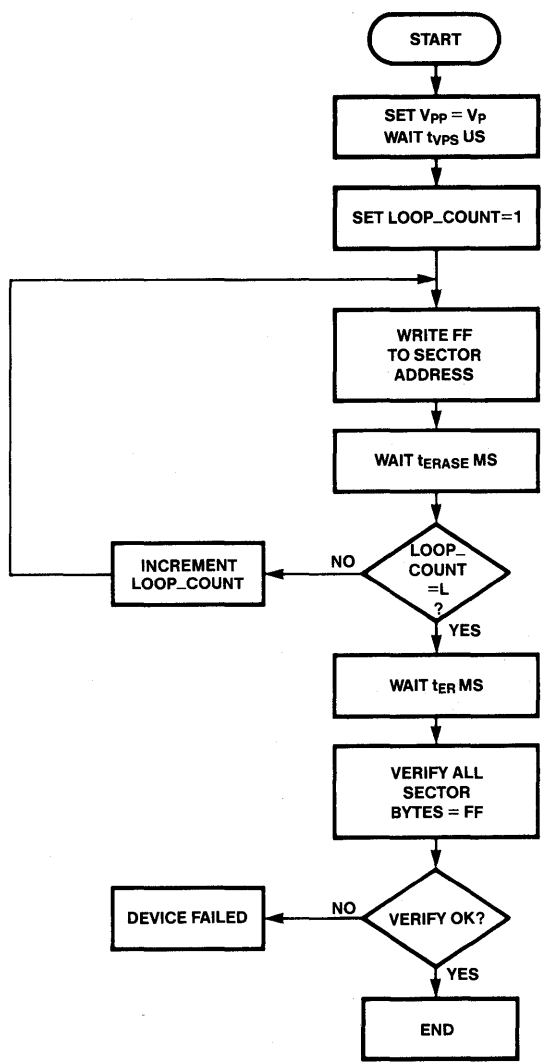 START
SET VPP = VP
WAIT tVPS US
SET LOOP_COUNT=1
WRITE FF
TO SECTOR
ADDRESS
WAIT tERASE MS
LOOP_
COUNT
=L
?
NO
INCREMENT
LOOP_COUNT
YES
WAIT tER MS
VERIFY ALL
SECTOR
BYTES = FF
VERIFY OK?
NO
DEVICE FAILED
YES
END